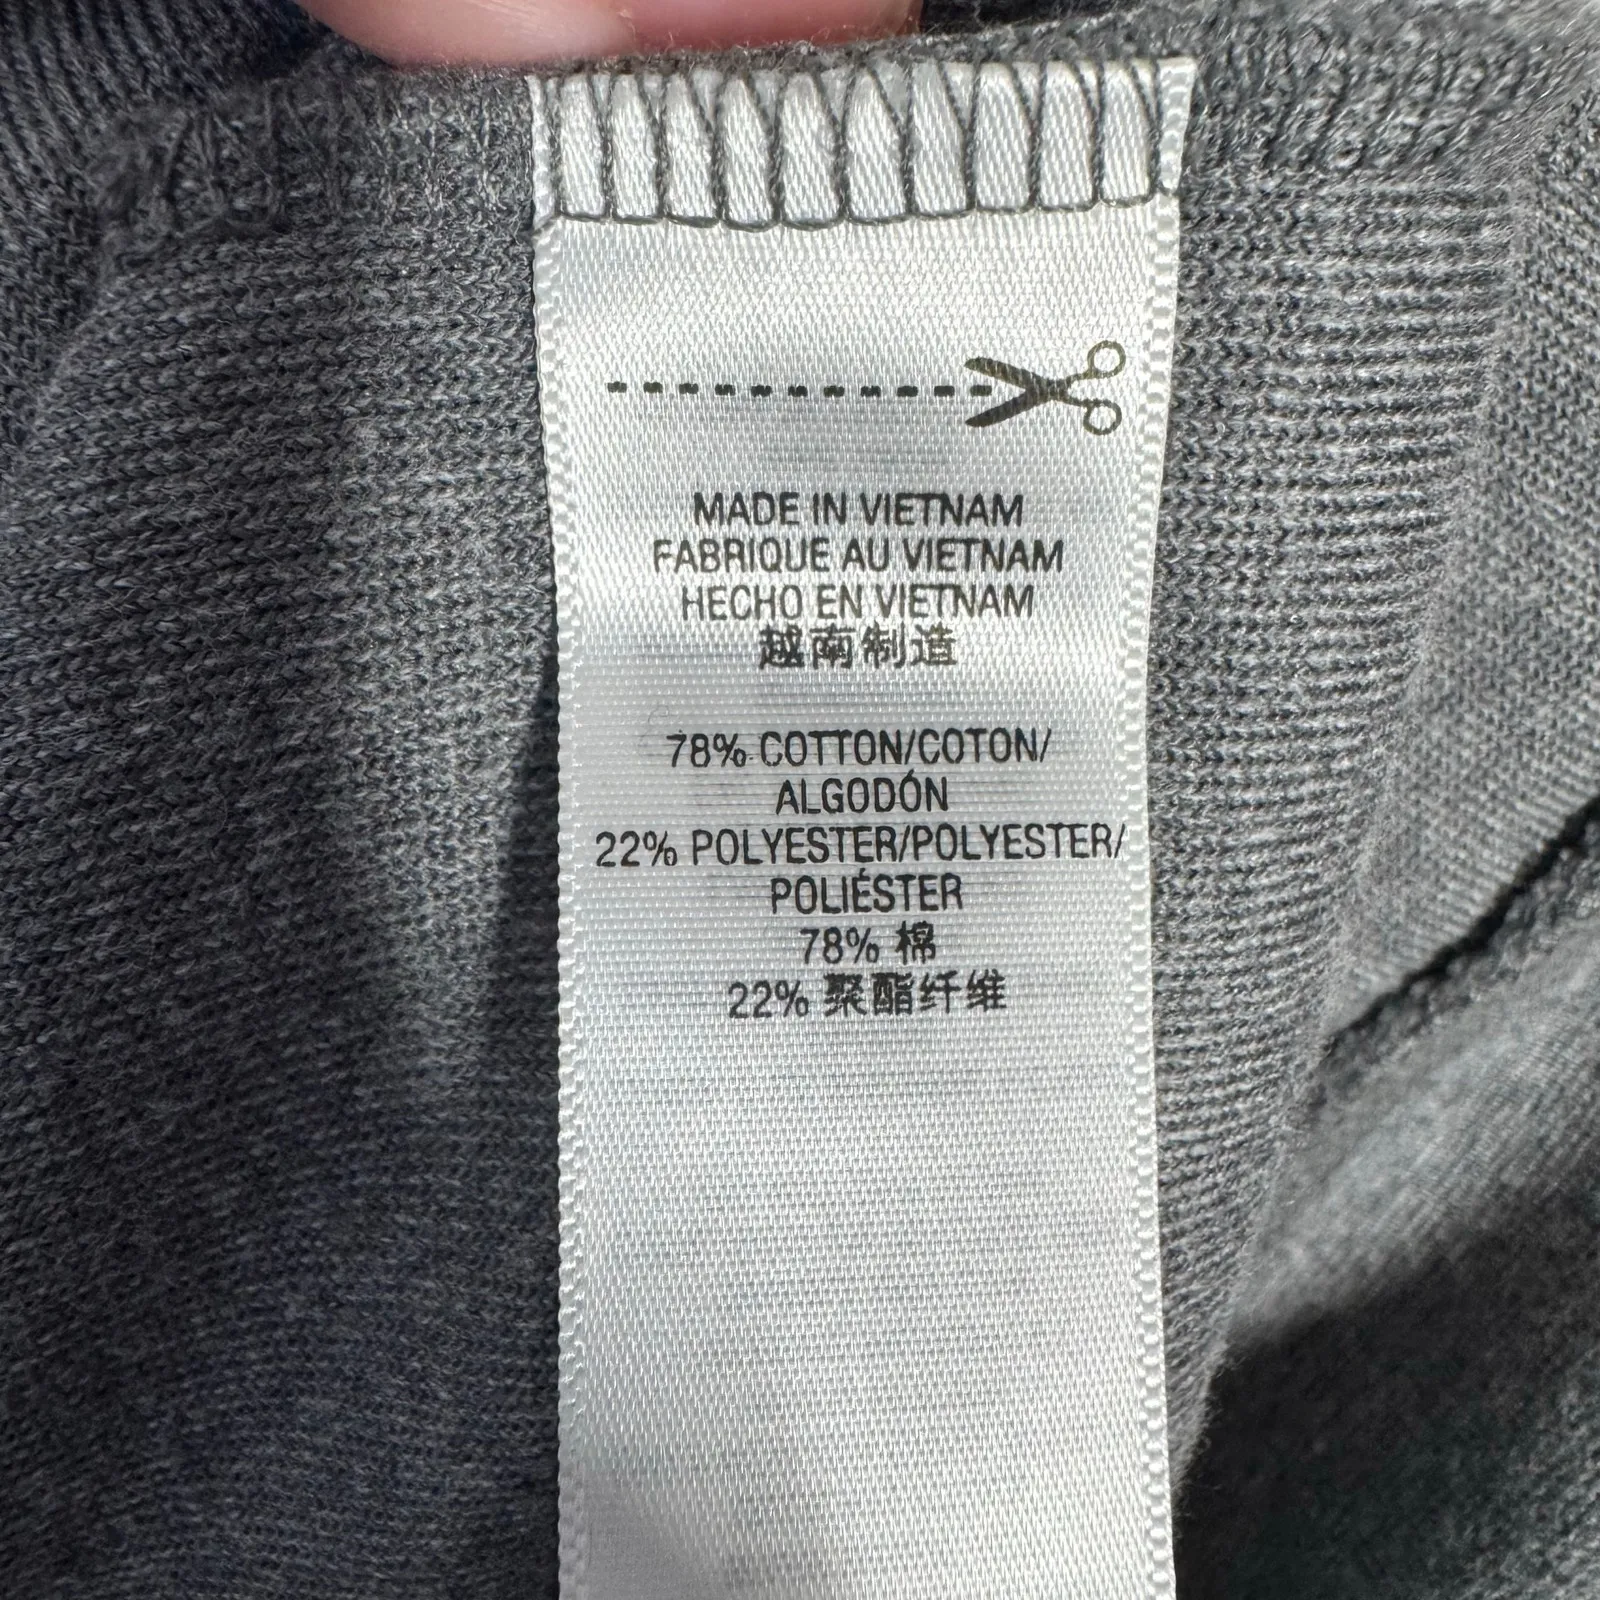 MADE IN VIETNAM
FABRIQUE AU VIETNAM
HECHO EN VIETNAM
越南制造
78% COTTON/COTON/
ALGODÓN
22% POLYESTER/POLYESTER/
POLIÉSTER
78% 棉
22% 聚酯纤维